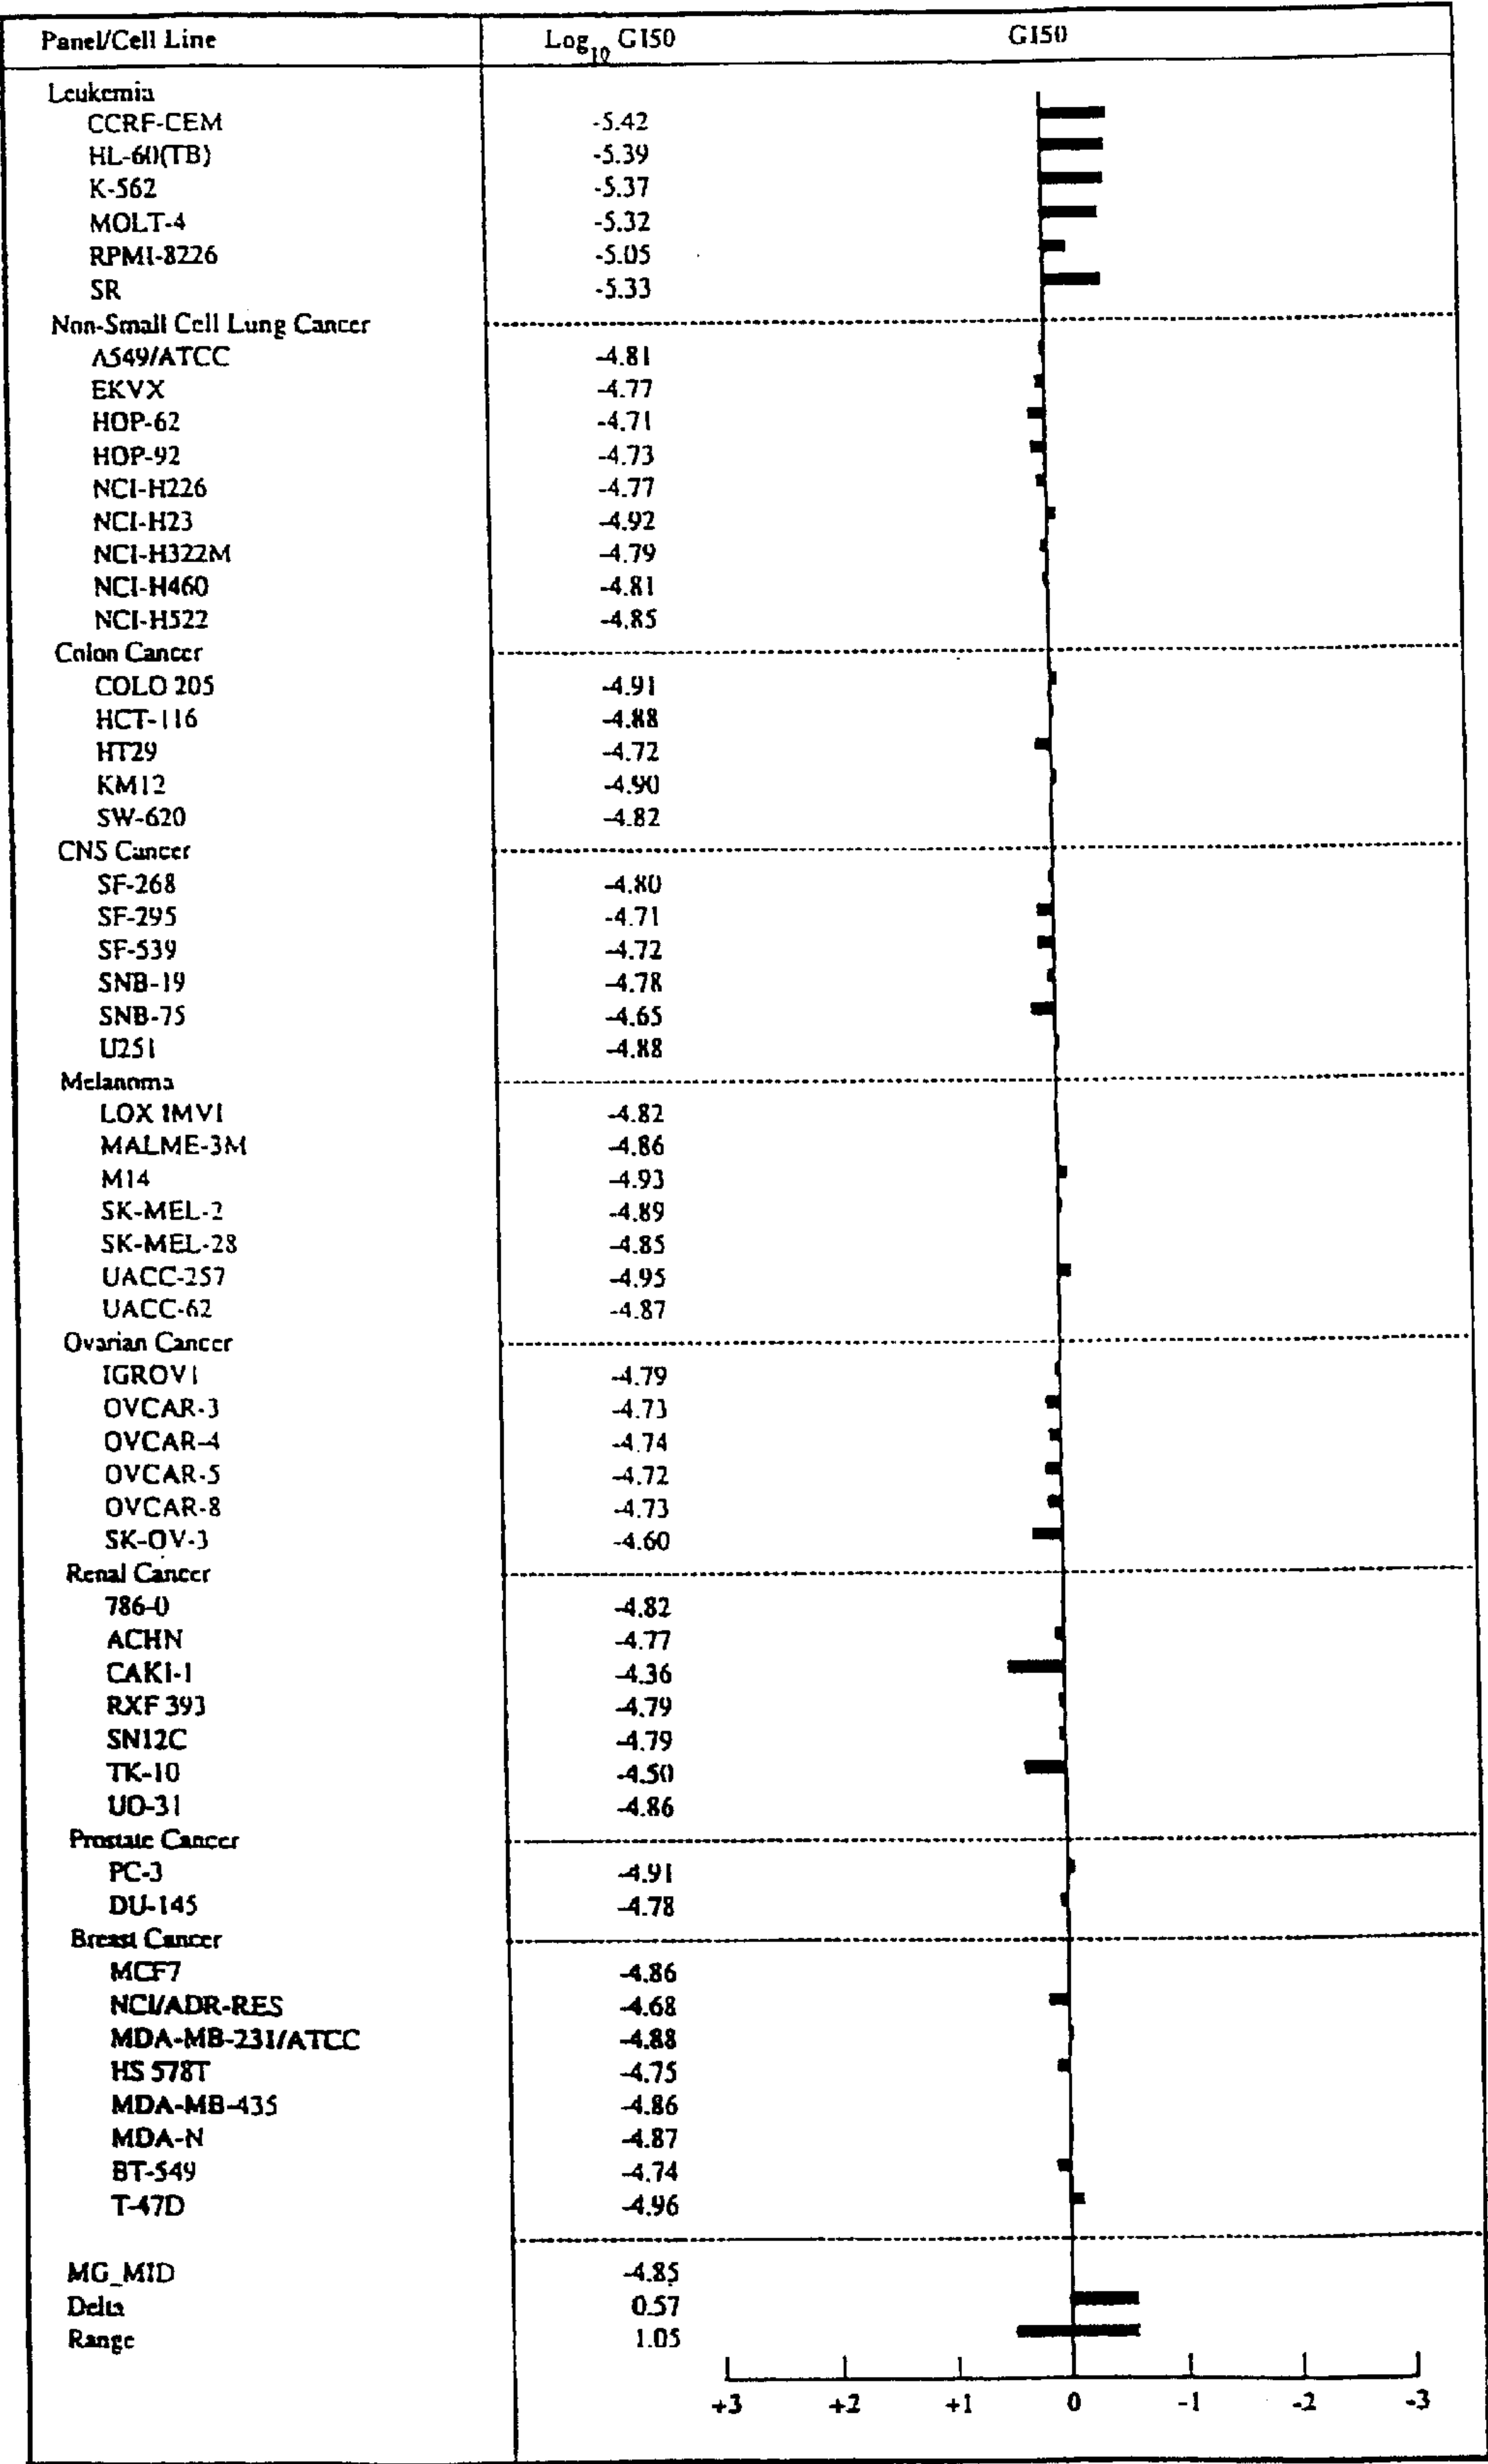 Panel/Cell Line Log10 GI50 GI50
Leukemia
CCRF-CEM -5.42
HL-60(TB) -5.39
K-562 -5.37
MOLT-4 -5.32
RPMI-8226 -5.05
SR -5.33
Non-Small Cell Lung Cancer
A549/ATCC -4.81
EKVX -4.77
HOP-62 -4.71
HOP-92 -4.73
NCI-H226 -4.77
NCI-H23 -4.92
NCI-H322M -4.79
NCI-H460 -4.81
NCI-H522 -4.85
Colon Cancer
COLO 205 -4.91
HCT-116 -4.88
HT29 -4.72
KM12 -4.90
SW-620 -4.82
CNS Cancer
SF-268 -4.80
SF-295 -4.71
SF-539 -4.72
SNB-19 -4.78
SNB-75 -4.65
U251 -4.88
Melanoma
LOX IMVI -4.82
MALME-3M -4.86
M14 -4.93
SK-MEL-2 -4.89
SK-MEL-28 -4.85
UACC-257 -4.95
UACC-62 -4.87
Ovarian Cancer
IGROV1 -4.79
OVCAR-3 -4.73
OVCAR-4 -4.74
OVCAR-5 -4.72
OVCAR-8 -4.73
SK-OV-3 -4.60
Renal Cancer
786-0 -4.82
ACHN -4.77
CAKI-1 -4.36
RXF 393 -4.79
SN12C -4.79
TK-10 -4.50
UO-31 -4.86
Prostate Cancer
PC-3 -4.91
DU-145 -4.78
Breast Cancer
MCF7 -4.86
NCI/ADR-RES -4.68
MDA-MB-231/ATCC -4.88
HS 578T -4.75
MDA-MB-435 -4.86
MDA-N -4.87
BT-549 -4.74
T-47D -4.96
MG_MID -4.85
Delta 0.57
Range 1.05
+3 +2 +1 0 -1 -2 -3